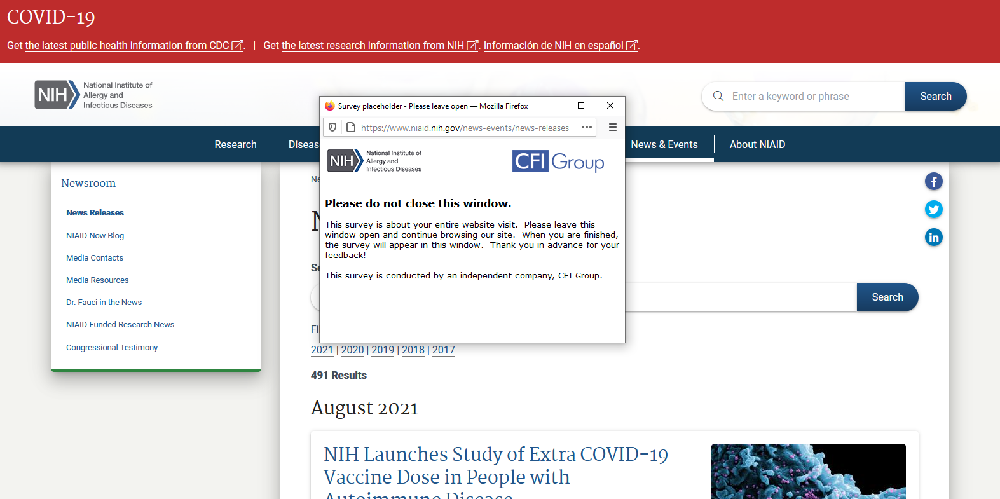 COVID-19
Get the latest public health information from CDC. | Get the latest research information from NIH. Información de NIH en español.
NIH National Institute of
Allergy and
Infectious Diseases
Enter a keyword or phrase
Search
Research
Diseas
News & Events
About NIAID
Survey placeholder - Please leave open — Mozilla Firefox
https://www.niaid.nih.gov/news-events/news-releases
NIH National Institute of
Allergy and
Infectious Diseases
CFI Group
Please do not close this window.
This survey is about your entire website visit. Please leave this
window open and continue browsing our site. When you are finished,
the survey will appear in this window. Thank you in advance for your
feedback!
This survey is conducted by an independent company, CFI Group.
Newsroom
News Releases
NIAID Now Blog
Media Contacts
Media Resources
Dr. Fauci in the News
NIAID-Funded Research News
Congressional Testimony
Search
2021 | 2020 | 2019 | 2018 | 2017
491 Results
August 2021
NIH Launches Study of Extra COVID-19
Vaccine Dose in People with
Autoimmune Disease